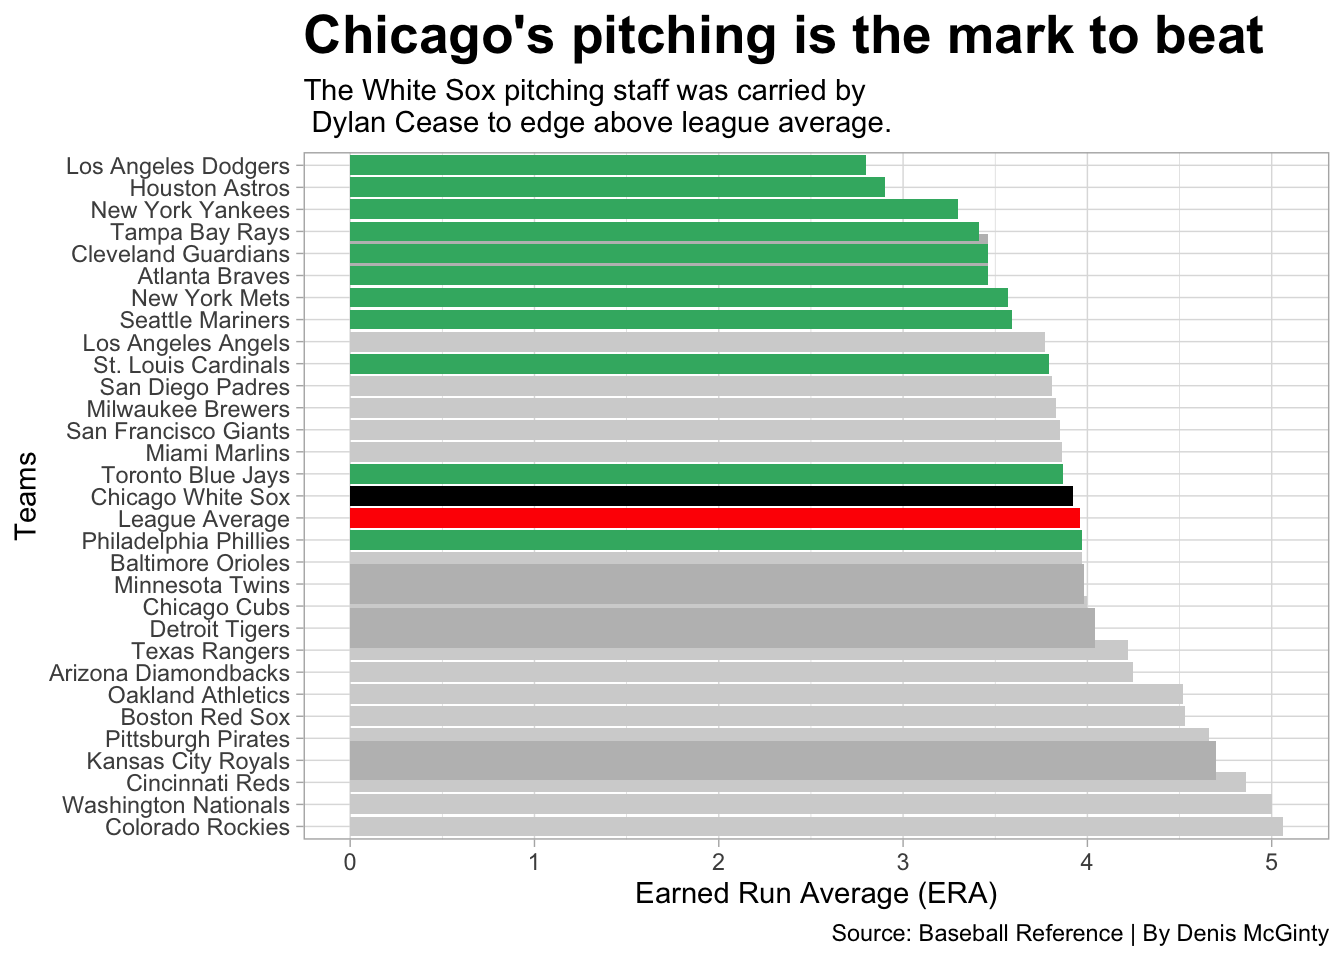 Chicago's pitching is the mark to beat
The White Sox pitching staff was carried by
Dylan Cease to edge above league average.
Teams
Los Angeles Dodgers
Houston Astros
New York Yankees
Tampa Bay Rays
Cleveland Guardians
Atlanta Braves
New York Mets
Seattle Mariners
Los Angeles Angels
St. Louis Cardinals
San Diego Padres
Milwaukee Brewers
San Francisco Giants
Miami Marlins
Toronto Blue Jays
Chicago White Sox
League Average
Philadelphia Phillies
Baltimore Orioles
Minnesota Twins
Chicago Cubs
Detroit Tigers
Texas Rangers
Arizona Diamondbacks
Oakland Athletics
Boston Red Sox
Pittsburgh Pirates
Kansas City Royals
Cincinnati Reds
Washington Nationals
Colorado Rockies
0 1 2 3 4 5
Earned Run Average (ERA)
Source: Baseball Reference | By Denis McGinty